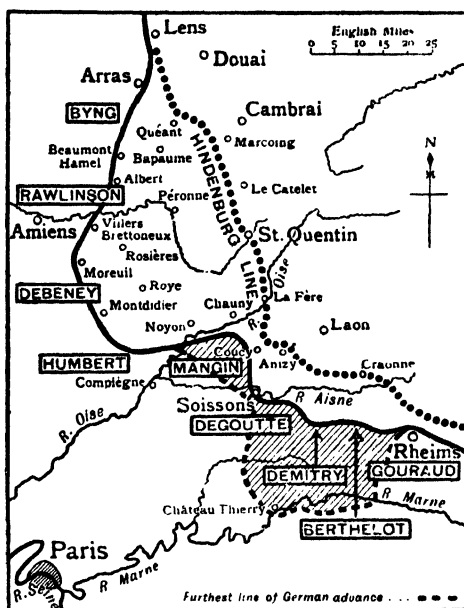 Lens
English Miles
0 5 10 15 20 25
Douai
Arras
BYNG
Cambrai
Quéant
Marcoing
Beaumont
Hamel
Bapaume
N
Albert
Le Catelet
RAWLINSON
Péronne
HINDENBURG LINE
Amiens
Villers
Brettoneux
St. Quentin
Rosières
Moreuil
R. Oise
DEBENEY
Roye
La Fère
Montdidier
Chauny
Noyon
Laon
HUMBERT
Coucy
Anizy
Craonne
MANGIN
Compiègne
R Aisne
Soissons
R. Oise
DEGOUTTE
Rheims
DEMITRY
GOURAUD
R Marne
Château Thierry
BERTHELOT
Paris
R Marne
R. Seine
Furthest line of German advance ...